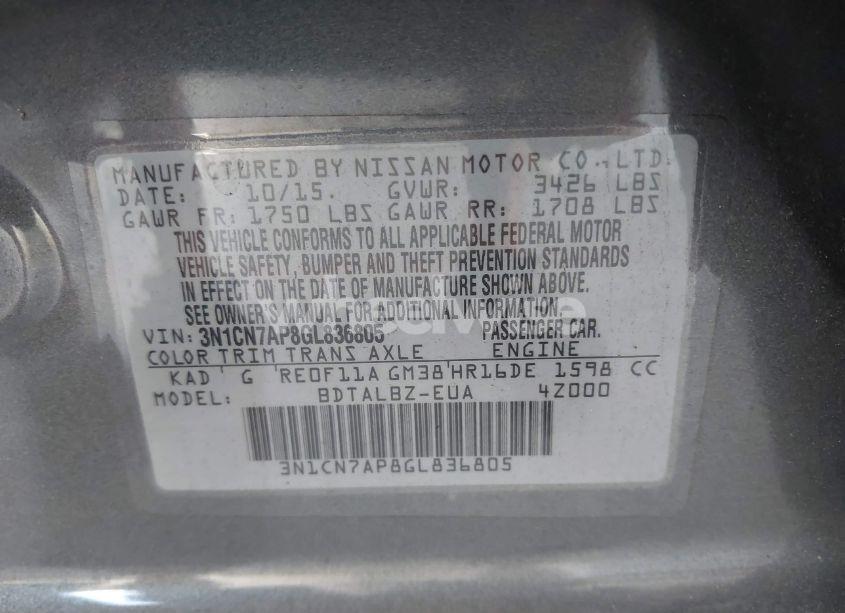 MANUFACTURED BY NISSAN MOTOR CO., LTD.
DATE: 10/15. GVWR: 3426 LBS
GAWR FR: 1750 LBS GAWR RR: 1708 LBS
THIS VEHICLE CONFORMS TO ALL APPLICABLE FEDERAL MOTOR
VEHICLE SAFETY, BUMPER AND THEFT PREVENTION STANDARDS
IN EFFECT ON THE DATE OF MANUFACTURE SHOWN ABOVE.
SEE OWNER'S MANUAL FOR ADDITIONAL INFORMATION.
VIN: 3N1CN7AP8GL836805 PASSENGER CAR.
COLOR TRIM TRANS AXLE ENGINE
KAD G RE0F11A GM38 HR16DE 1598 CC
MODEL: BDTALBZ-EUA 4Z000
3N1CN7AP8GL836805